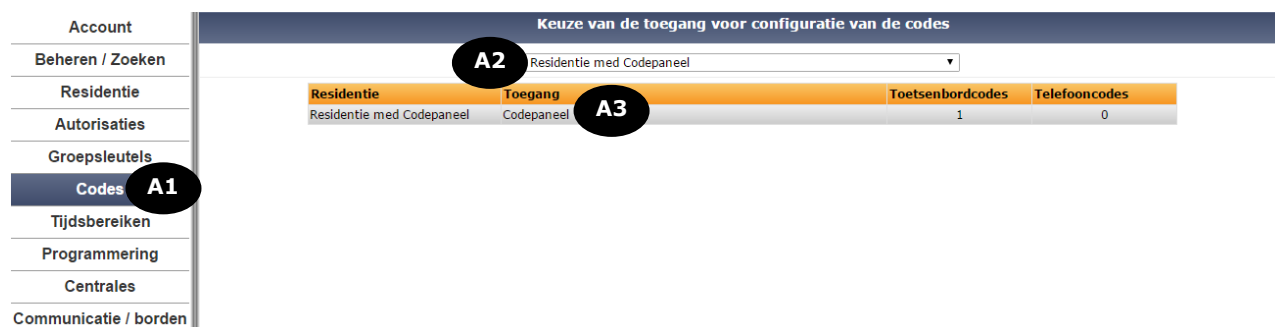 Account
Beheren / Zoeken
Residentie
Autorisaties
Groepsleutels
Codes A1
Tijdsbereiken
Programmering
Centrales
Communicatie / borden
Keuze van de toegang voor configuratie van de codes
A2 Residentie med Codepaneel
Residentie Toegang Toetsenbordcodes Telefooncodes
Residentie med Codepaneel Codepaneel A3 1 0